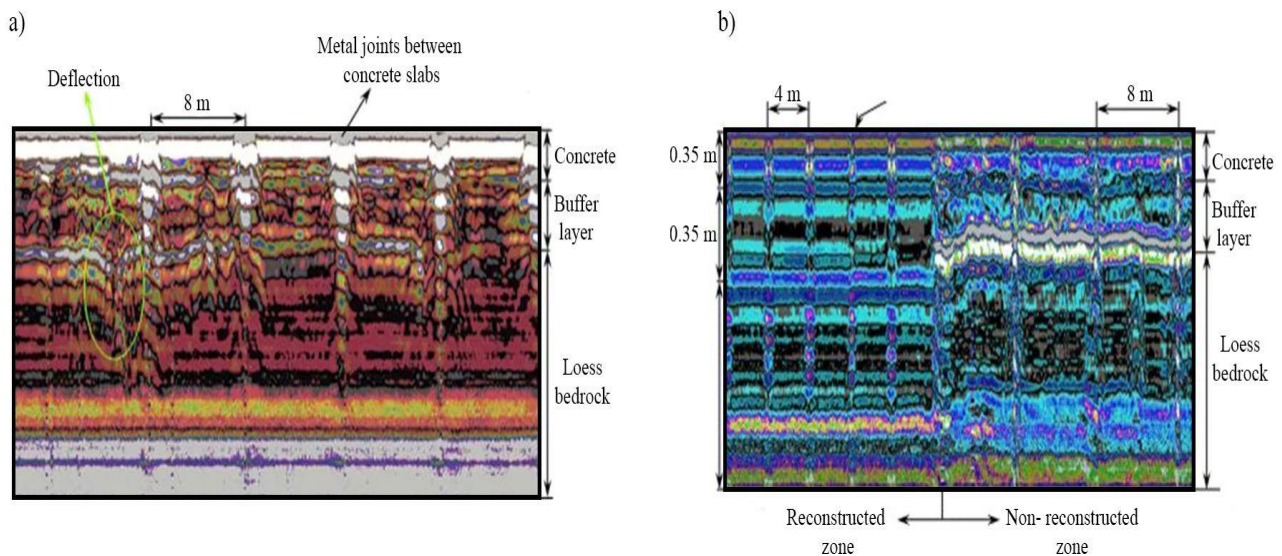 a)
Metal joints between
concrete slabs
Deflection
8 m
Concrete
Buffer
layer
Loess
bedrock
b)
4 m
8 m
0.35 m
0.35 m
Concrete
Buffer
layer
Loess
bedrock
Reconstructed
zone
Non- reconstructed
zone